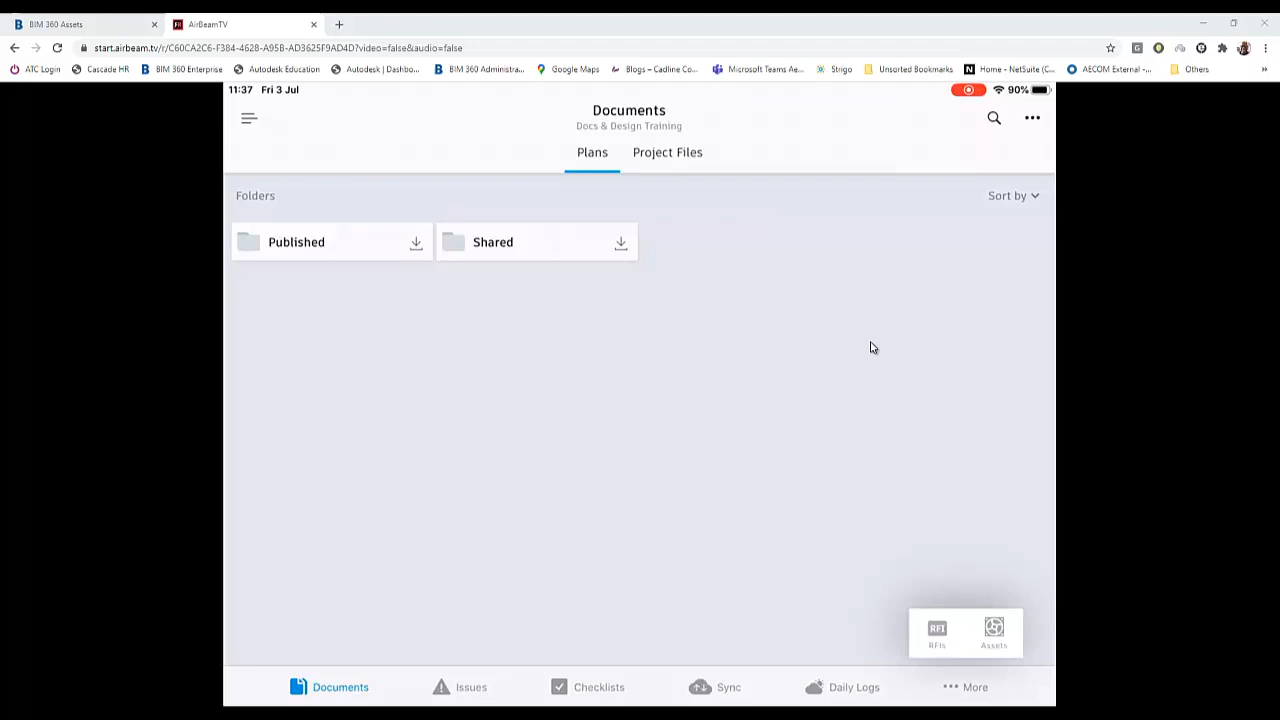 BIM 360 Assets
AirBeamTV
start.airbeam.tv/r/C60CA2C6-F384-4628-A95B-AD3625F9AD4D?video=false&audio=false
ATC Login Cascade HR BIM 360 Enterprise Autodesk Education Autodesk | Dashbo... BIM 360 Administra... Google Maps Blogs – Cadline Co... Microsoft Teams Ae... Strigo Unsorted Bookmarks Home - NetSuite (C... AECOM External -... Others
11:37 Fri 3 Jul
90%
Documents
Docs & Design Training
Plans Project Files
Folders Sort by
Published Shared
RFI
RFIs Assets
Documents Issues Checklists Sync Daily Logs More